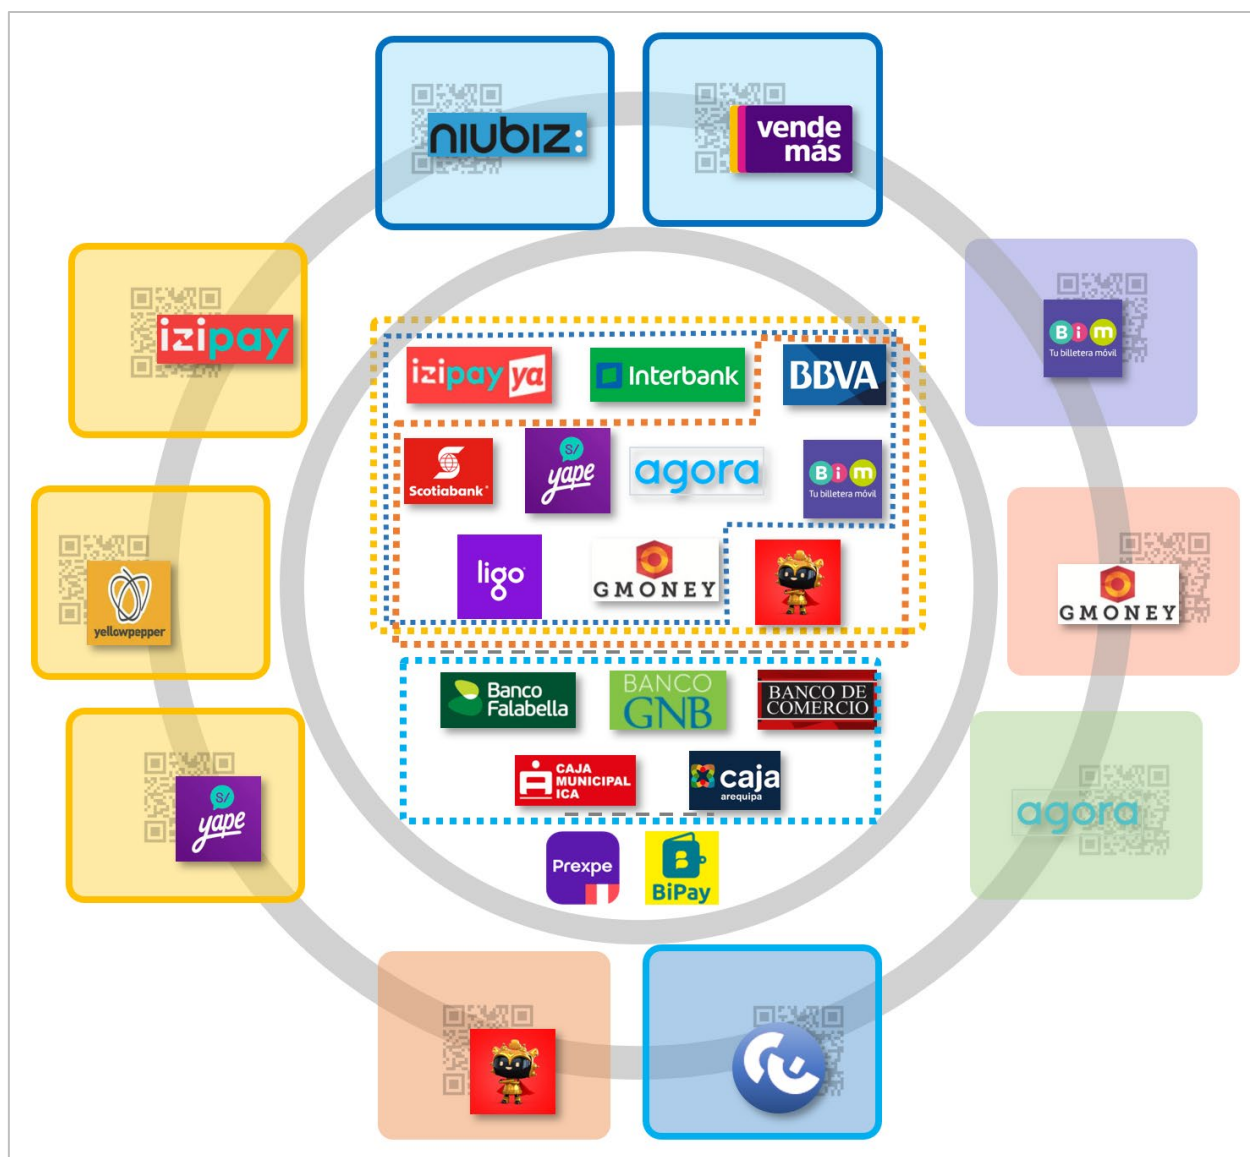 niubiz:
vende
más
izipay
Bim
Tu billetera móvil
izipay ya
Interbank
BBVA
Scotiabank
S/
yape
agora
Bim
Tu billetera móvil
yellowpepper
ligo
GMONEY
GMONEY
Banco
Falabella
BANCO
GNB
BANCO DE
COMERCIO
CAJA
MUNICIPAL
ICA
caja
arequipa
S/
yape
agora
Prexpe
B
BiPay